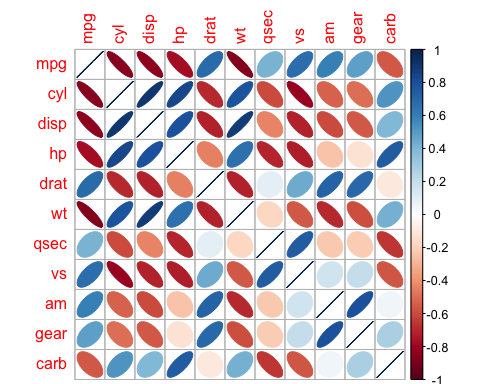 mpg cyl disp hp drat wt qsec vs am gear carb
mpg
cyl
disp
hp
drat
wt
qsec
vs
am
gear
carb
1
0.8
0.6
0.4
0.2
0
-0.2
-0.4
-0.6
-0.8
-1